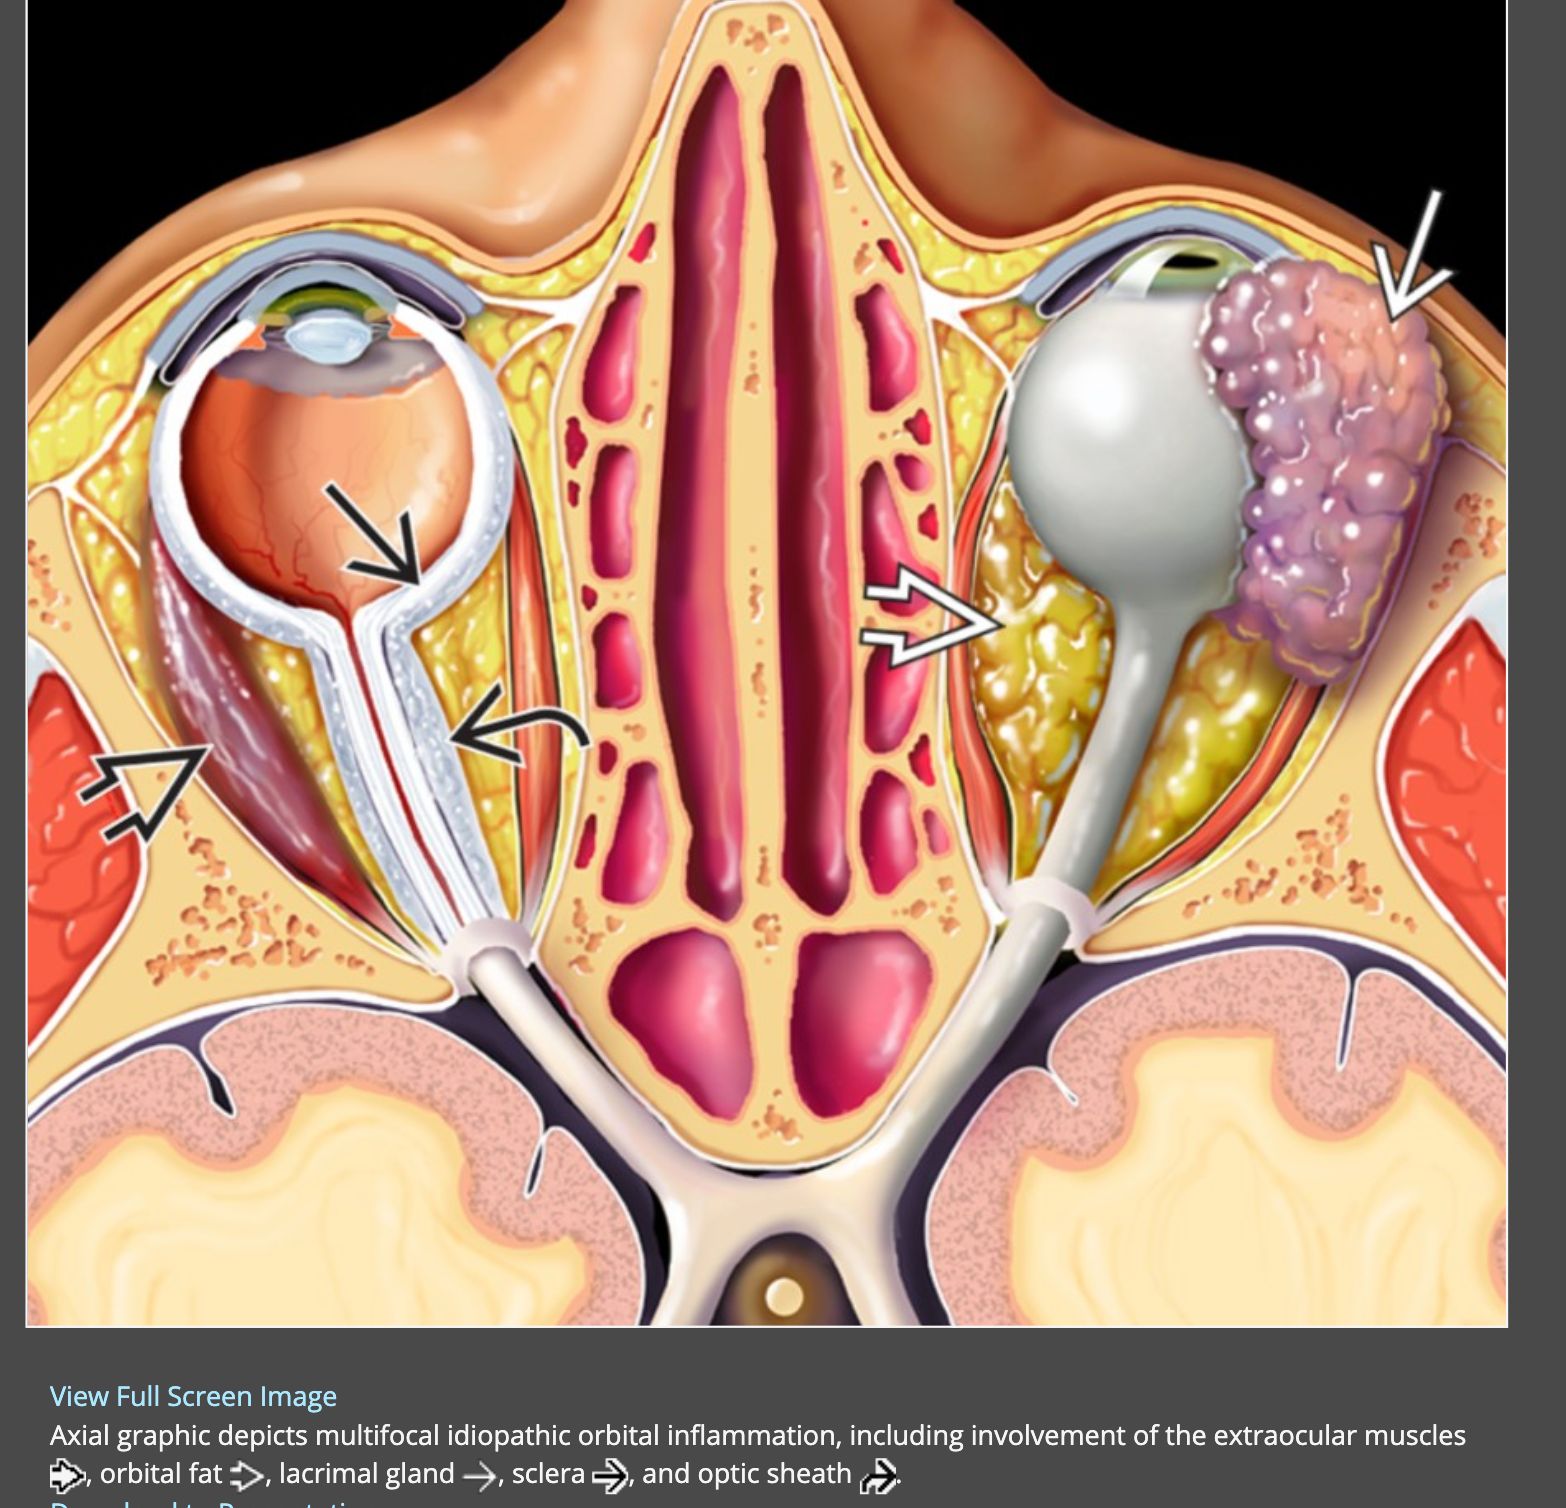 View Full Screen Image
Axial graphic depicts multifocal idiopathic orbital inflammation, including involvement of the extraocular muscles
, orbital fat , lacrimal gland , sclera , and optic sheath .